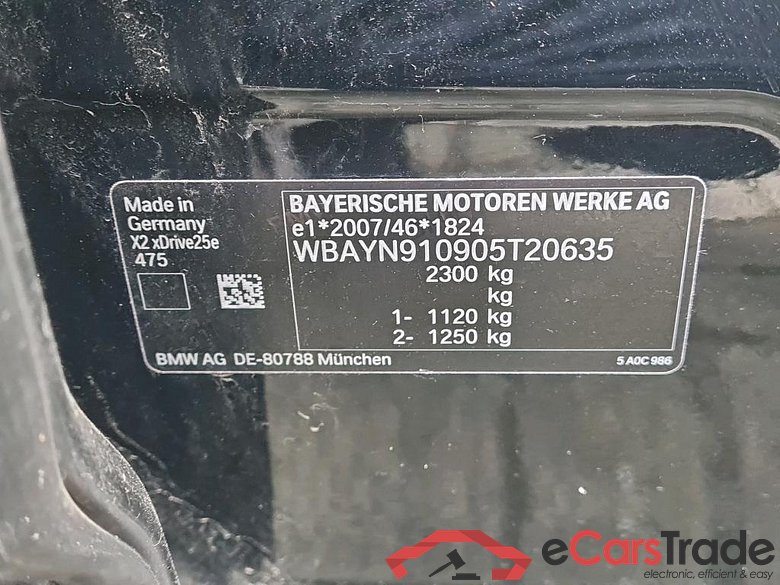 Made in
Germany
X2 xDrive25e
475
BAYERISCHE MOTOREN WERKE AG
e1*2007/46*1824
WBAYN910905T20635
2300 kg
kg
1- 1120 kg
2- 1250 kg
BMW AG DE-80788 München
5 A0C 986
eCarsTrade
electronic, efficient & easy